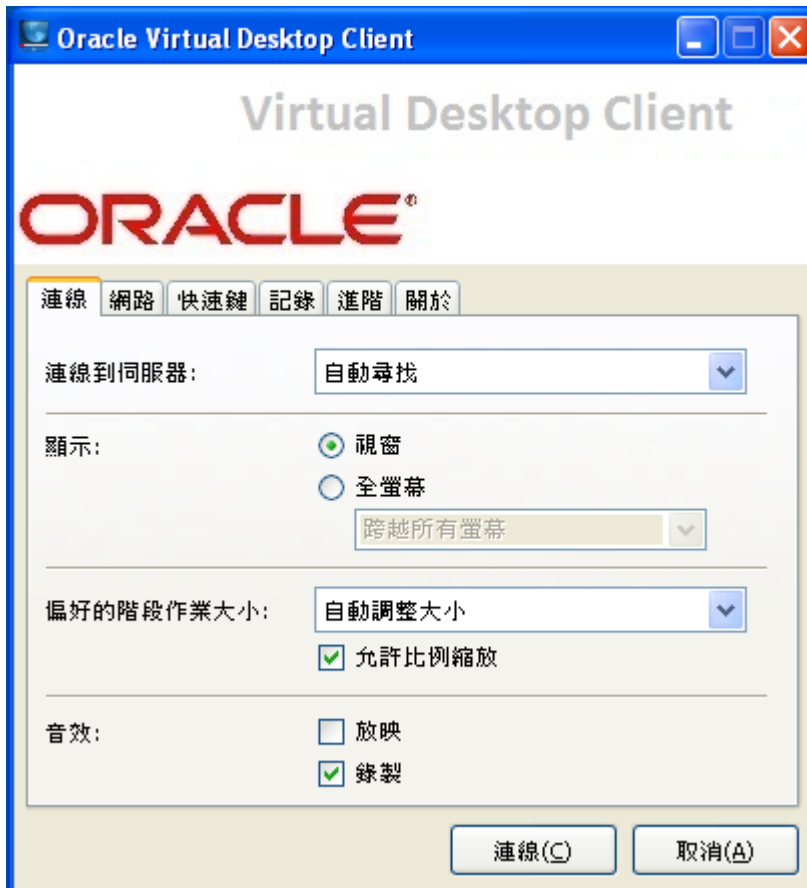 Oracle Virtual Desktop Client
Virtual Desktop Client
ORACLE®
連線 網路 快速鍵 記錄 進階 關於
連線到伺服器: 自動尋找
顯示: 視窗
全螢幕
跨越所有螢幕
偏好的階段作業大小: 自動調整大小
允許比例縮放
音效: 放映
錄製
連線(C) 取消(A)